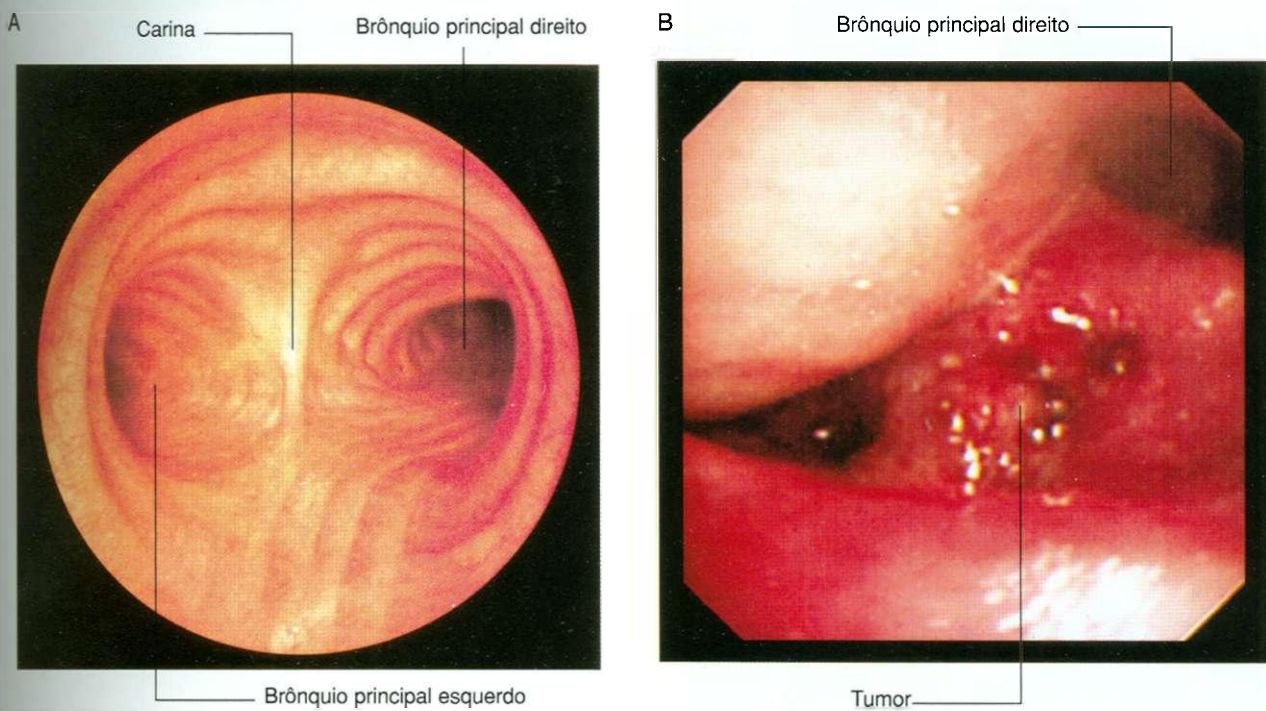 A
Carina
Brônquio principal direito
Brônquio principal esquerdo
B
Brônquio principal direito
Tumor